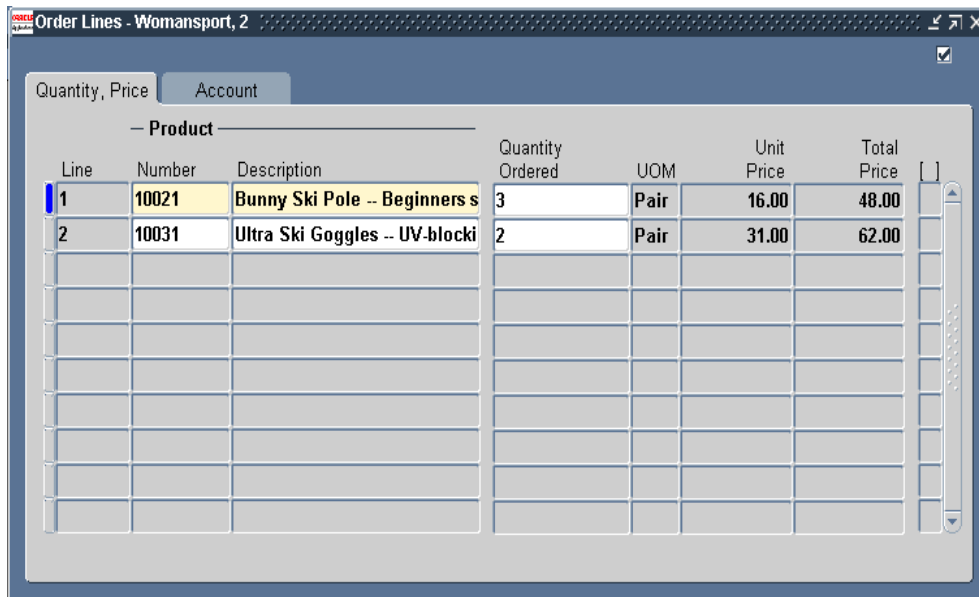 ORACLE Order Lines - Womansport, 2
Quantity, Price Account
Product
Line Number Description Quantity Ordered UOM Unit Price Total Price [ ]
1 10021 Bunny Ski Pole -- Beginners s 3 Pair 16.00 48.00
2 10031 Ultra Ski Goggles -- UV-blocki 2 Pair 31.00 62.00